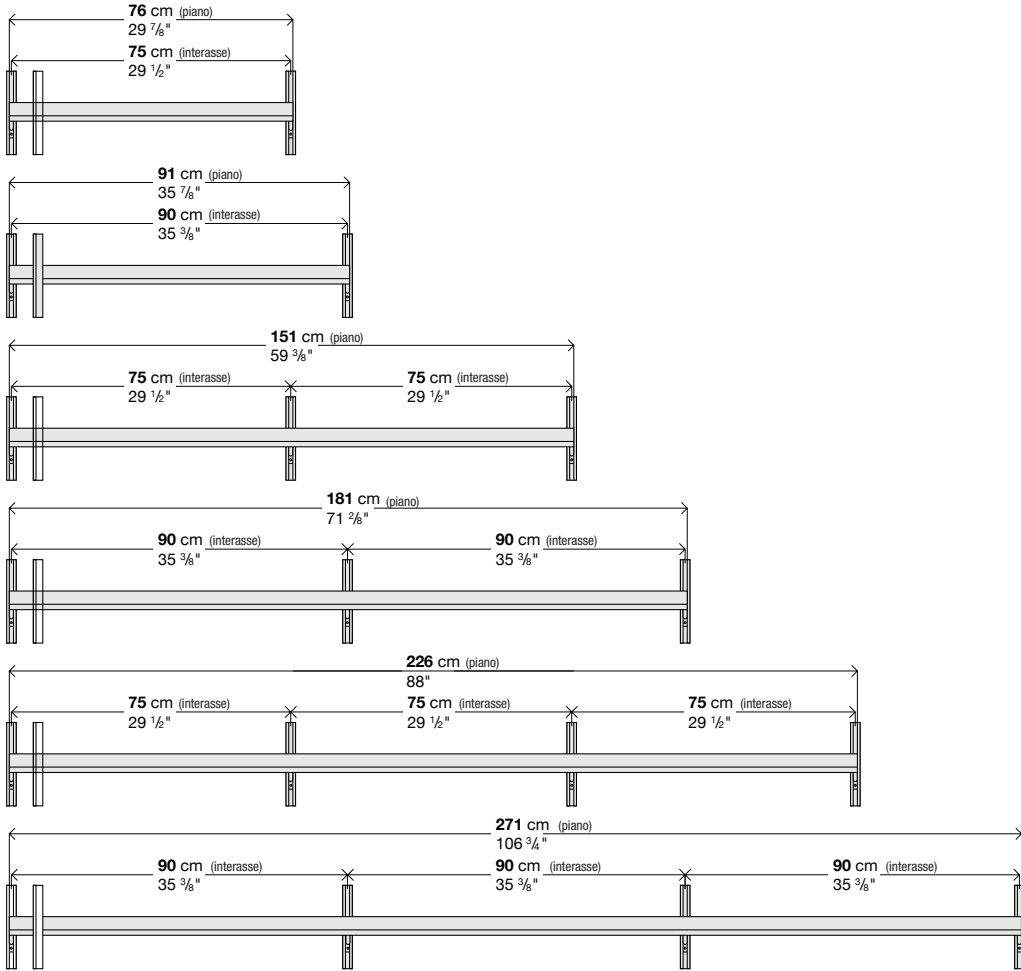 76 cm (piano)
29 ⅞"
75 cm (interasse)
29 ½"
91 cm (piano)
35 ⅞"
90 cm (interasse)
35 ⅜"
151 cm (piano)
59 ⅜"
75 cm (interasse) 75 cm (interasse)
29 ½" 29 ½"
181 cm (piano)
71 ²⁄₈"
90 cm (interasse) 90 cm (interasse)
35 ⅜" 35 ⅜"
226 cm (piano)
88"
75 cm (interasse) 75 cm (interasse) 75 cm (interasse)
29 ½" 29 ½" 29 ½"
271 cm (piano)
106 ¾"
90 cm (interasse) 90 cm (interasse) 90 cm (interasse)
35 ⅜" 35 ⅜" 35 ⅜"